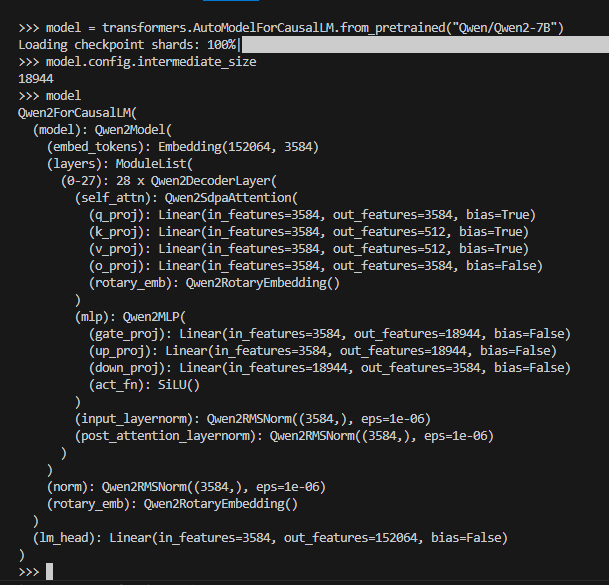 >>> model = transformers.AutoModelForCausalLM.from_pretrained("Qwen/Qwen2-7B")
Loading checkpoint shards: 100%|
>>> model.config.intermediate_size
18944
>>> model
Qwen2ForCausalLM(
  (model): Qwen2Model(
    (embed_tokens): Embedding(152064, 3584)
    (layers): ModuleList(
      (0-27): 28 x Qwen2DecoderLayer(
        (self_attn): Qwen2SdpaAttention(
          (q_proj): Linear(in_features=3584, out_features=3584, bias=True)
          (k_proj): Linear(in_features=3584, out_features=512, bias=True)
          (v_proj): Linear(in_features=3584, out_features=512, bias=True)
          (o_proj): Linear(in_features=3584, out_features=3584, bias=False)
          (rotary_emb): Qwen2RotaryEmbedding()
        )
        (mlp): Qwen2MLP(
          (gate_proj): Linear(in_features=3584, out_features=18944, bias=False)
          (up_proj): Linear(in_features=3584, out_features=18944, bias=False)
          (down_proj): Linear(in_features=18944, out_features=3584, bias=False)
          (act_fn): SiLU()
        )
        (input_layernorm): Qwen2RMSNorm((3584,), eps=1e-06)
        (post_attention_layernorm): Qwen2RMSNorm((3584,), eps=1e-06)
      )
    )
    (norm): Qwen2RMSNorm((3584,), eps=1e-06)
    (rotary_emb): Qwen2RotaryEmbedding()
  )
  (lm_head): Linear(in_features=3584, out_features=152064, bias=False)
)
>>>